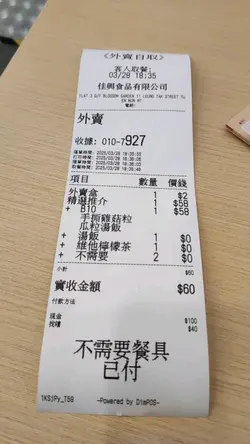 《外賣自取》
客人取餐:
03/28 18:35
佳興食品有限公司
電話:
外賣
收據: 010-7927
項目 數量 價錢
外賣盒 1 $2
精選推介 1 $58
+ B10 1 $58
手撕雞菇粒
瓜粒湯飯
+ 湯飯 1 $0
+ 維他檸檬茶 1 $0
+ 不需要 2 $0
小計 $60
實收金額 $60
付款方法
現金 $100
找贖 $40
不需要餐具
已付
1KSjPy_T8B -Powered by DimPOS-